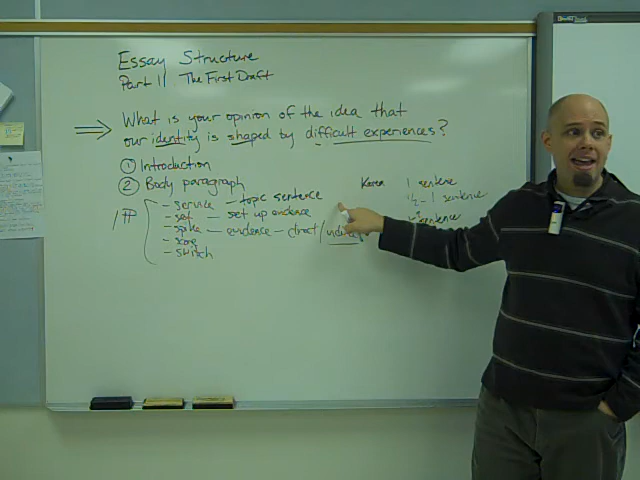 Essay Structure
Part II The First Draft
What is your opinion of the idea that
our identity is shaped by difficult experiences?
① Introduction
② Body paragraph
- service - topic sentence Karen 1 sentence
- set - set up evidence 1/2 - 1 sentence
- spike - evidence - direct / sentence
- score
- switch